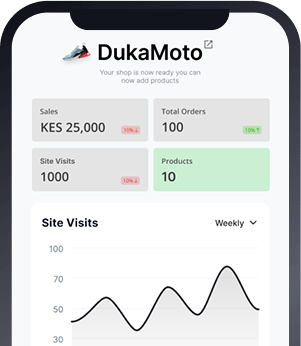 DukaMoto
Your shop is now ready you can
now add products
Sales
KES 25,000
10% ↓
Total Orders
100
10% ↑
Site Visits
1000
10% ↓
Products
10
Site Visits
Weekly
100
70
50
30